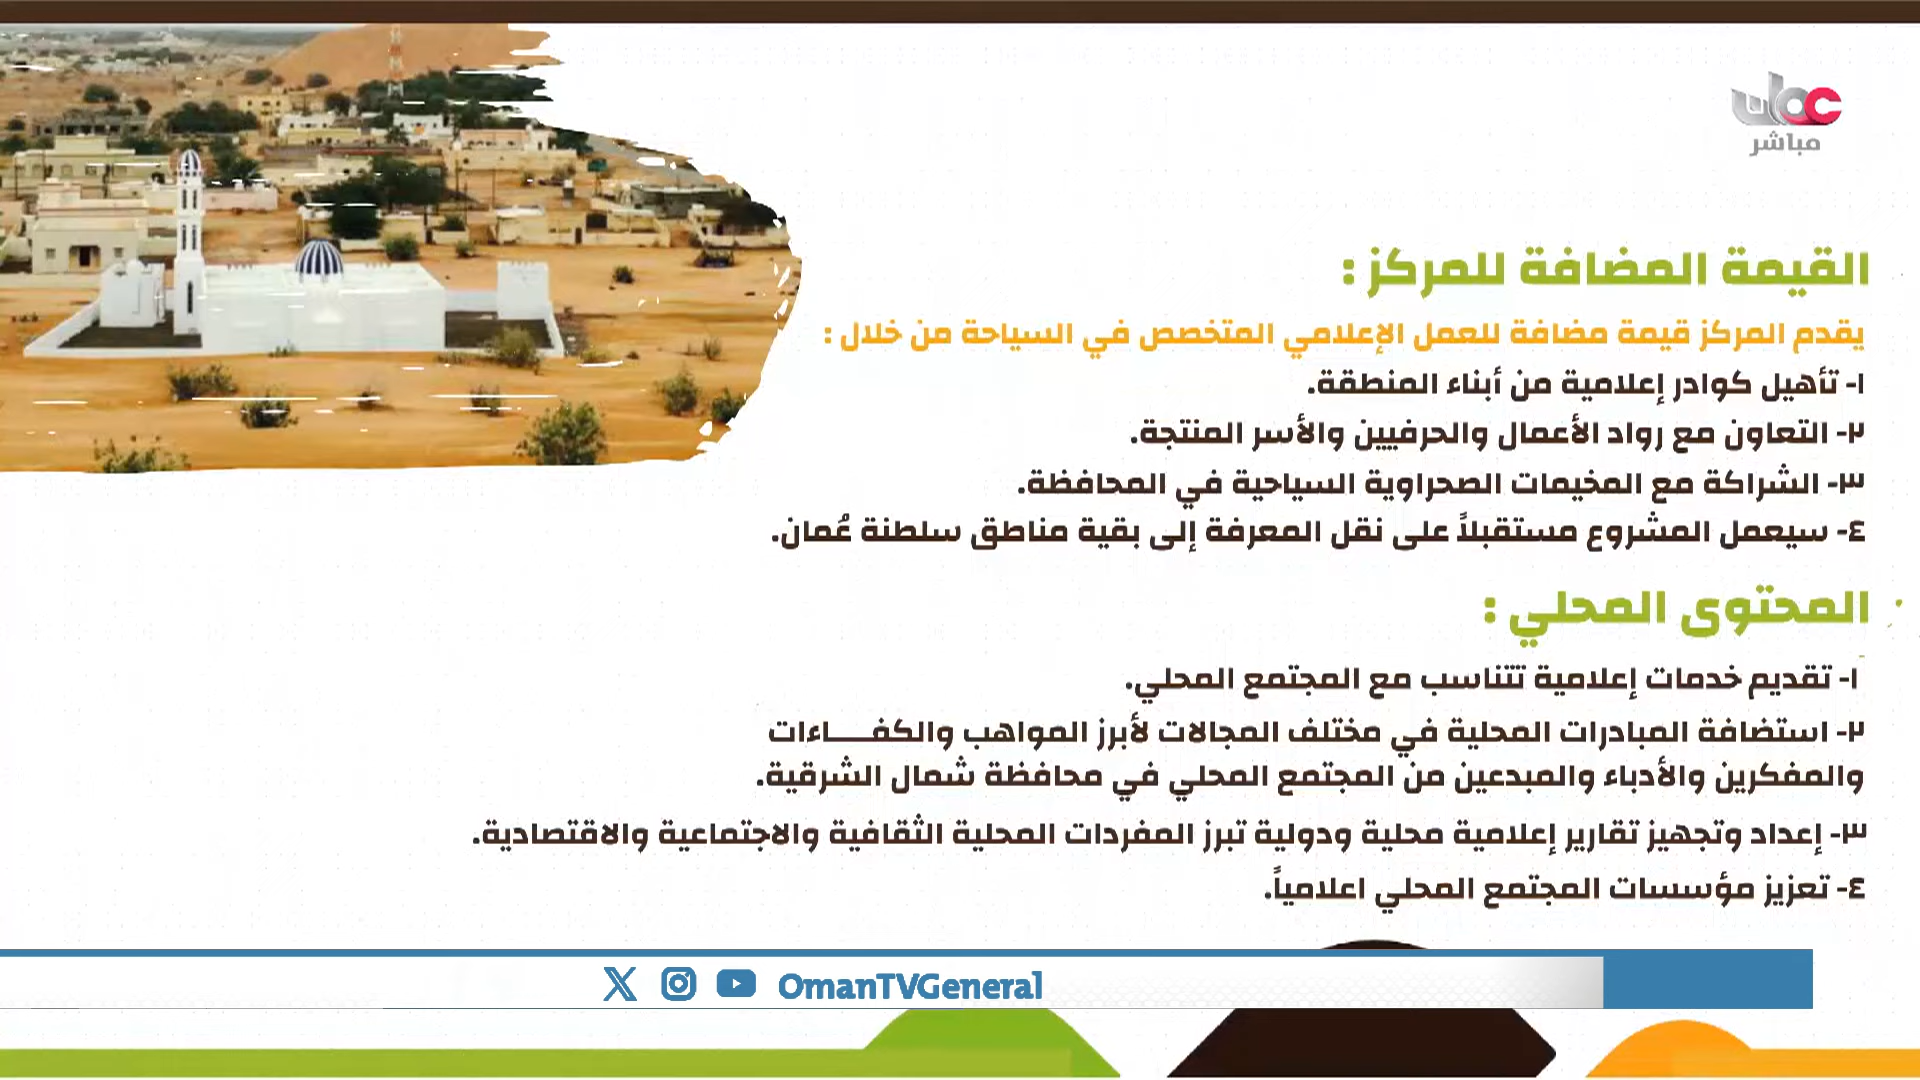 عمان
مباشر
القيمة المضافة للمركز :
يقدم المركز قيمة مضافة للعمل الإعلامي المتخصص في السياحة من خلال :
١- تأهيل كوادر إعلامية من أبناء المنطقة.
٢- التعاون مع رواد الأعمال والحرفيين والأسر المنتجة.
٣- الشراكة مع المخيمات الصحراوية السياحية في المحافظة.
٤- سيعمل المشروع مستقبلاً على نقل المعرفة إلى بقية مناطق سلطنة عُمان.
المحتوى المحلي :
١- تقديم خدمات إعلامية تتناسب مع المجتمع المحلي.
٢- استضافة المبادرات المحلية في مختلف المجالات لأبرز المواهب والكفـــاءات
والمفكرين والأدباء والمبدعين من المجتمع المحلي في محافظة شمال الشرقية.
٣- إعداد وتجهيز تقارير إعلامية محلية ودولية تبرز المفردات المحلية الثقافية والاجتماعية والاقتصادية.
٤- تعزيز مؤسسات المجتمع المحلي اعلامياً.
OmanTVGeneral